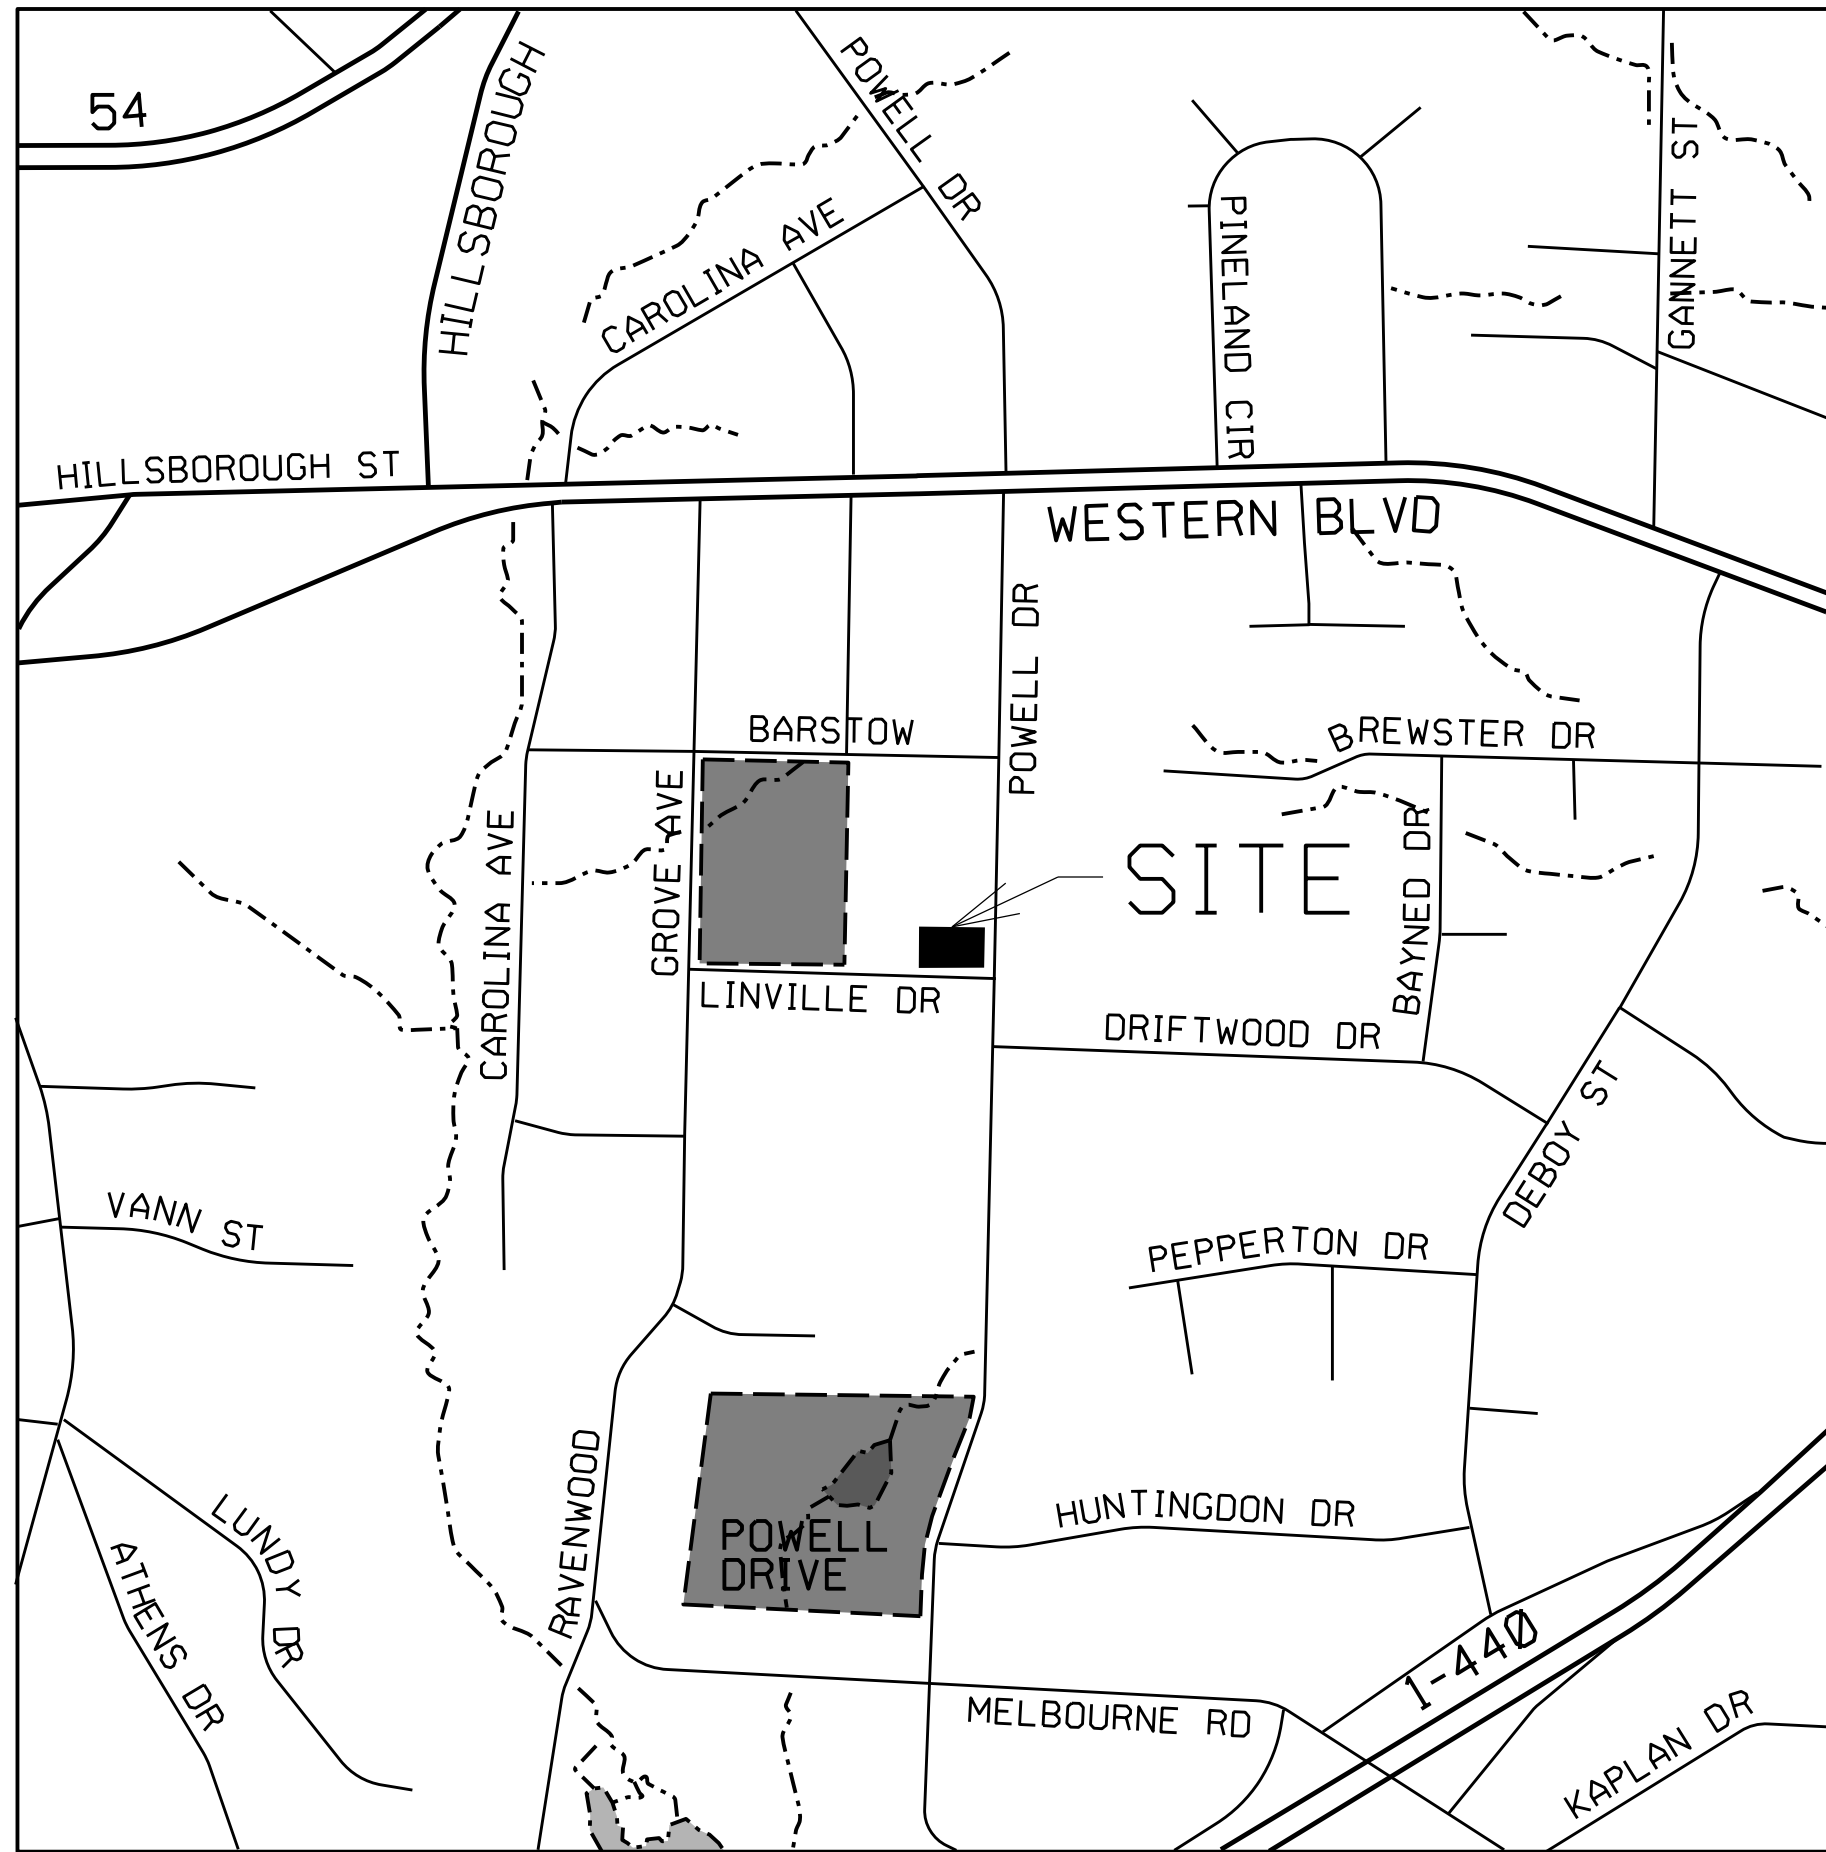 54
HILLSBOROUGH
POWELL DR
CAROLINA AVE
PINELAND CIR
GANNETT ST
HILLSBOROUGH ST
WESTERN BLVD
POWELL DR
BARSTOW
BREWSTER DR
GROVE AVE
CAROLINA AVE
SITE
BAYNED DR
LINVILLE DR
DRIFTWOOD DR
DEBOY ST
VANN ST
PEPPERTON DR
RAVENWOOD
LUNDY DR
ATHENS DR
HUNTINGDON DR
POWELL
DRIVE
1-440
MELBOURNE RD
KAPLAN DR